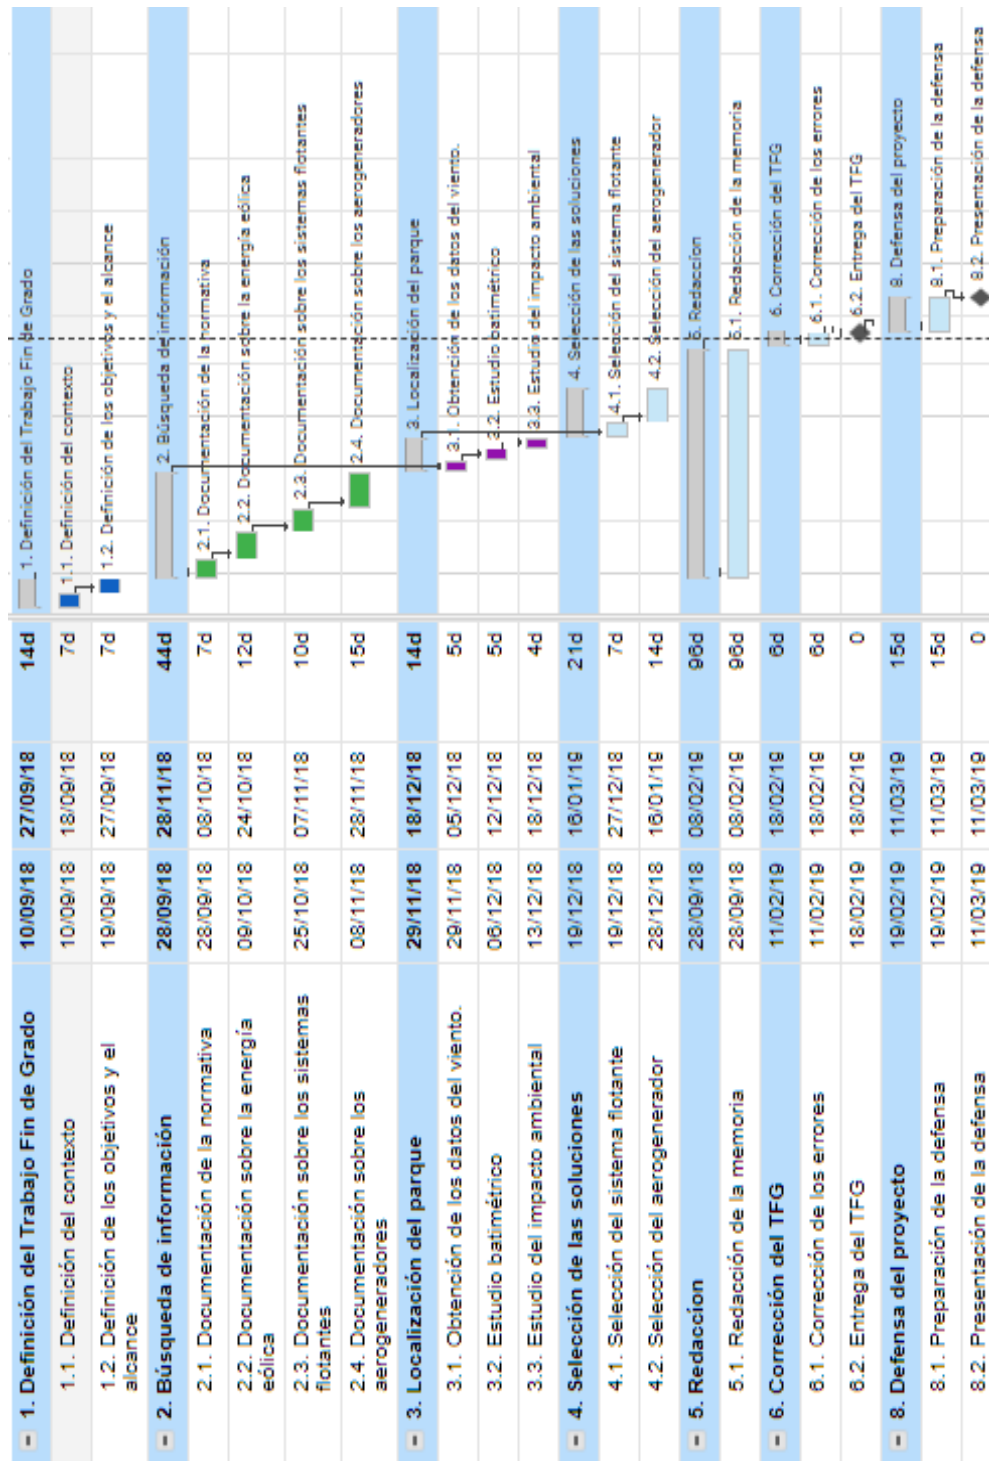 1. Definición del Trabajo Fin de Grado 10/09/18 27/09/18 14d 1. Definición del Trabajo Fin de Grado
1.1. Definición del contexto 10/09/18 18/09/18 7d 1.1. Definición del contexto
1.2. Definición de los objetivos y el
alcance 19/09/18 27/09/18 7d 1.2. Definición de los objetivos y el alcance
2. Búsqueda de información 28/09/18 28/11/18 44d 2. Búsqueda de información
2.1. Documentación de la normativa 28/09/18 08/10/18 7d 2.1. Documentación de la normativa
2.2. Documentación sobre la energía
eólica 09/10/18 24/10/18 12d 2.2. Documentación sobre la energia eólica
2.3. Documentación sobre los sistemas
flotantes 25/10/18 07/11/18 10d 2.3. Documentación sobre los sistemas flotantes
2.4. Documentación sobre los
aerogeneradores 08/11/18 28/11/18 15d 2.4. Documentación sobre los aerogeneradores
3. Localización del parque 29/11/18 18/12/18 14d 3. Localización del parque
3.1. Obtención de los datos del viento. 29/11/18 05/12/18 5d 3.1. Obtención de los datos del viento.
3.2. Estudio batimétrico 06/12/18 12/12/18 5d 3.2. Estudio batimétrico
3.3. Estudio del impacto ambiental 13/12/18 18/12/18 4d 3.3. Estudio del impacto ambiental
4. Selección de las soluciones 19/12/18 16/01/19 21d 4. Selección de las soluciones
4.1. Selección del sistema flotante 19/12/18 27/12/18 7d 4.1. Selección del sistema flotante
4.2. Selección del aerogenerador 28/12/18 16/01/19 14d 4.2. Selección del aerogenerador
5. Redaccíon 28/09/18 08/02/19 96d 5. Redaccíon
5.1. Redacción de la memoria 28/09/18 08/02/19 96d 5.1. Redacción de la memoria
6. Corrección del TFG 11/02/19 18/02/19 6d 6. Corrección del TFG
6.1. Corrección de los errores 11/02/19 18/02/19 6d 6.1. Corrección de los errores
6.2. Entrega del TFG 18/02/19 18/02/19 0 6.2. Entrega del TFG
8. Defensa del proyecto 19/02/19 11/03/19 15d 8. Defensa del proyecto
8.1. Preparación de la defensa 19/02/19 11/03/19 15d 8.1. Preparación de la defensa
8.2. Presentación de la defensa 11/03/19 11/03/19 0 8.2. Presentación de la defensa